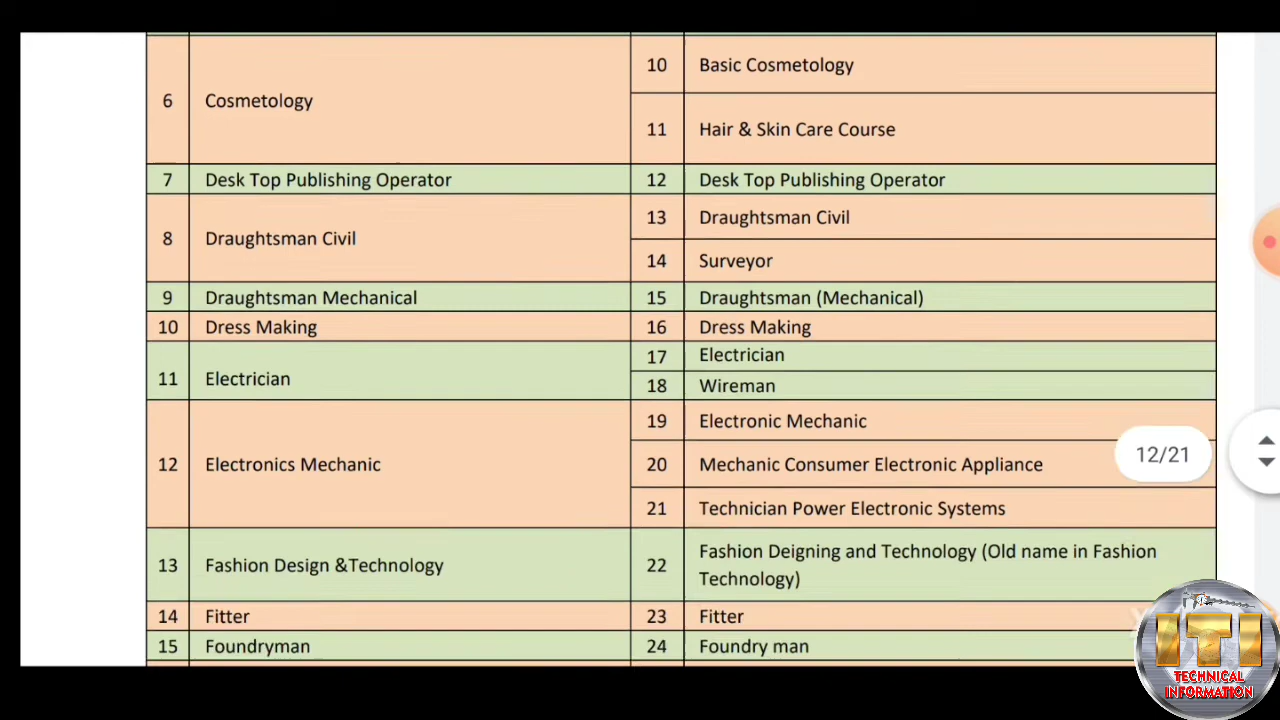 6 Cosmetology 10 Basic Cosmetology
11 Hair & Skin Care Course
7 Desk Top Publishing Operator 12 Desk Top Publishing Operator
8 Draughtsman Civil 13 Draughtsman Civil
14 Surveyor
9 Draughtsman Mechanical 15 Draughtsman (Mechanical)
10 Dress Making 16 Dress Making
11 Electrician 17 Electrician
18 Wireman
12 Electronics Mechanic 19 Electronic Mechanic
20 Mechanic Consumer Electronic Appliance
21 Technician Power Electronic Systems
12/21
13 Fashion Design &Technology 22 Fashion Deigning and Technology (Old name in Fashion
Technology)
14 Fitter 23 Fitter
15 Foundryman 24 Foundry man
ITI
TECHNICAL
INFORMATION